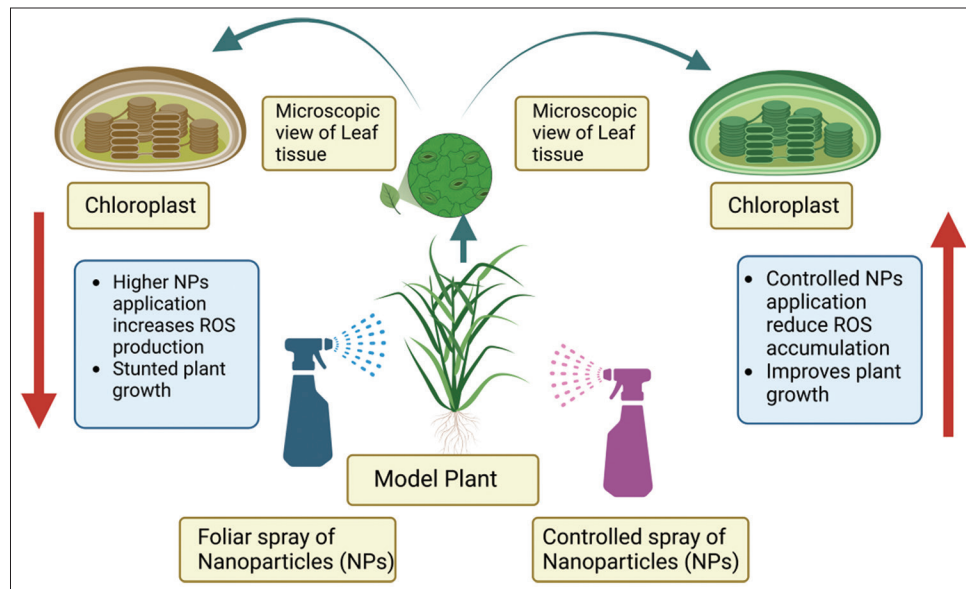 Microscopic
view of Leaf
tissue
Microscopic
view of Leaf
tissue
Chloroplast
Chloroplast
• Higher NPs
application
increases ROS
production
• Stunted plant
growth
• Controlled NPs
application
reduce ROS
accumulation
• Improves plant
growth
Model Plant
Foliar spray of
Nanoparticles (NPs)
Controlled spray of
Nanoparticles (NPs)